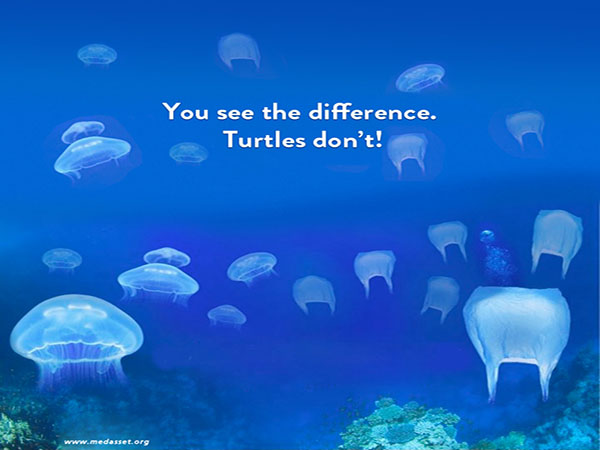 You see the difference.
Turtles don't!
www.medasset.org